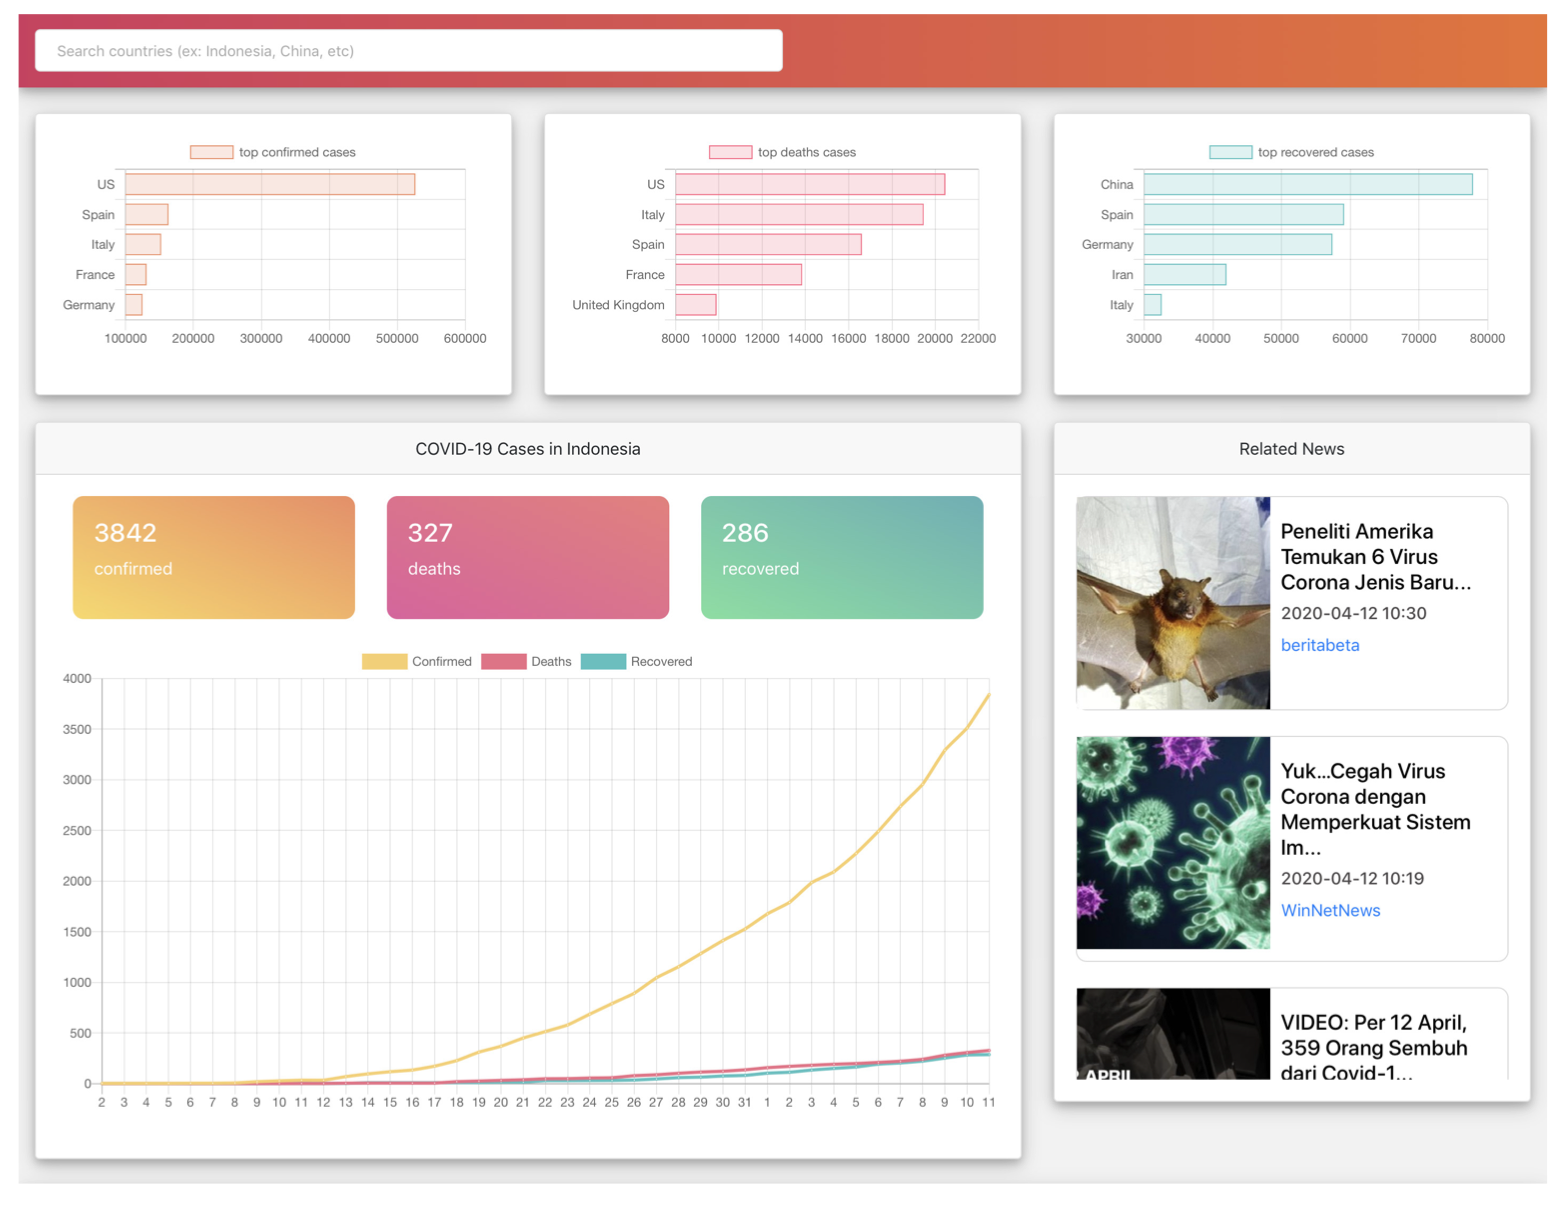 Search countries (ex: Indonesia, China, etc)
top confirmed cases
US
Spain
Italy
France
Germany
100000 200000 300000 400000 500000 600000
top deaths cases
US
Italy
Spain
France
United Kingdom
8000 10000 12000 14000 16000 18000 20000 22000
top recovered cases
China
Spain
Germany
Iran
Italy
30000 40000 50000 60000 70000 80000
COVID-19 Cases in Indonesia
3842
confirmed
327
deaths
286
recovered
Confirmed Deaths Recovered
4000
3500
3000
2500
2000
1500
1000
500
0
2 3 4 5 6 7 8 9 10 11 12 13 14 15 16 17 18 19 20 21 22 23 24 25 26 27 28 29 30 31 1 2 3 4 5 6 7 8 9 10 11
Related News
Peneliti Amerika
Temukan 6 Virus
Corona Jenis Baru...
2020-04-12 10:30
beritabeta
Yuk...Cegah Virus
Corona dengan
Memperkuat Sistem
Im...
2020-04-12 10:19
WinNetNews
VIDEO: Per 12 April,
359 Orang Sembuh
dari Covid-1...
APRIL